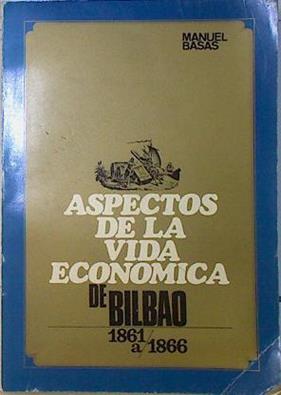 MANUEL
BASAS
ASPECTOS
DE LA
VIDA
ECONOMICA
DE BILBAO
1861
a/1866